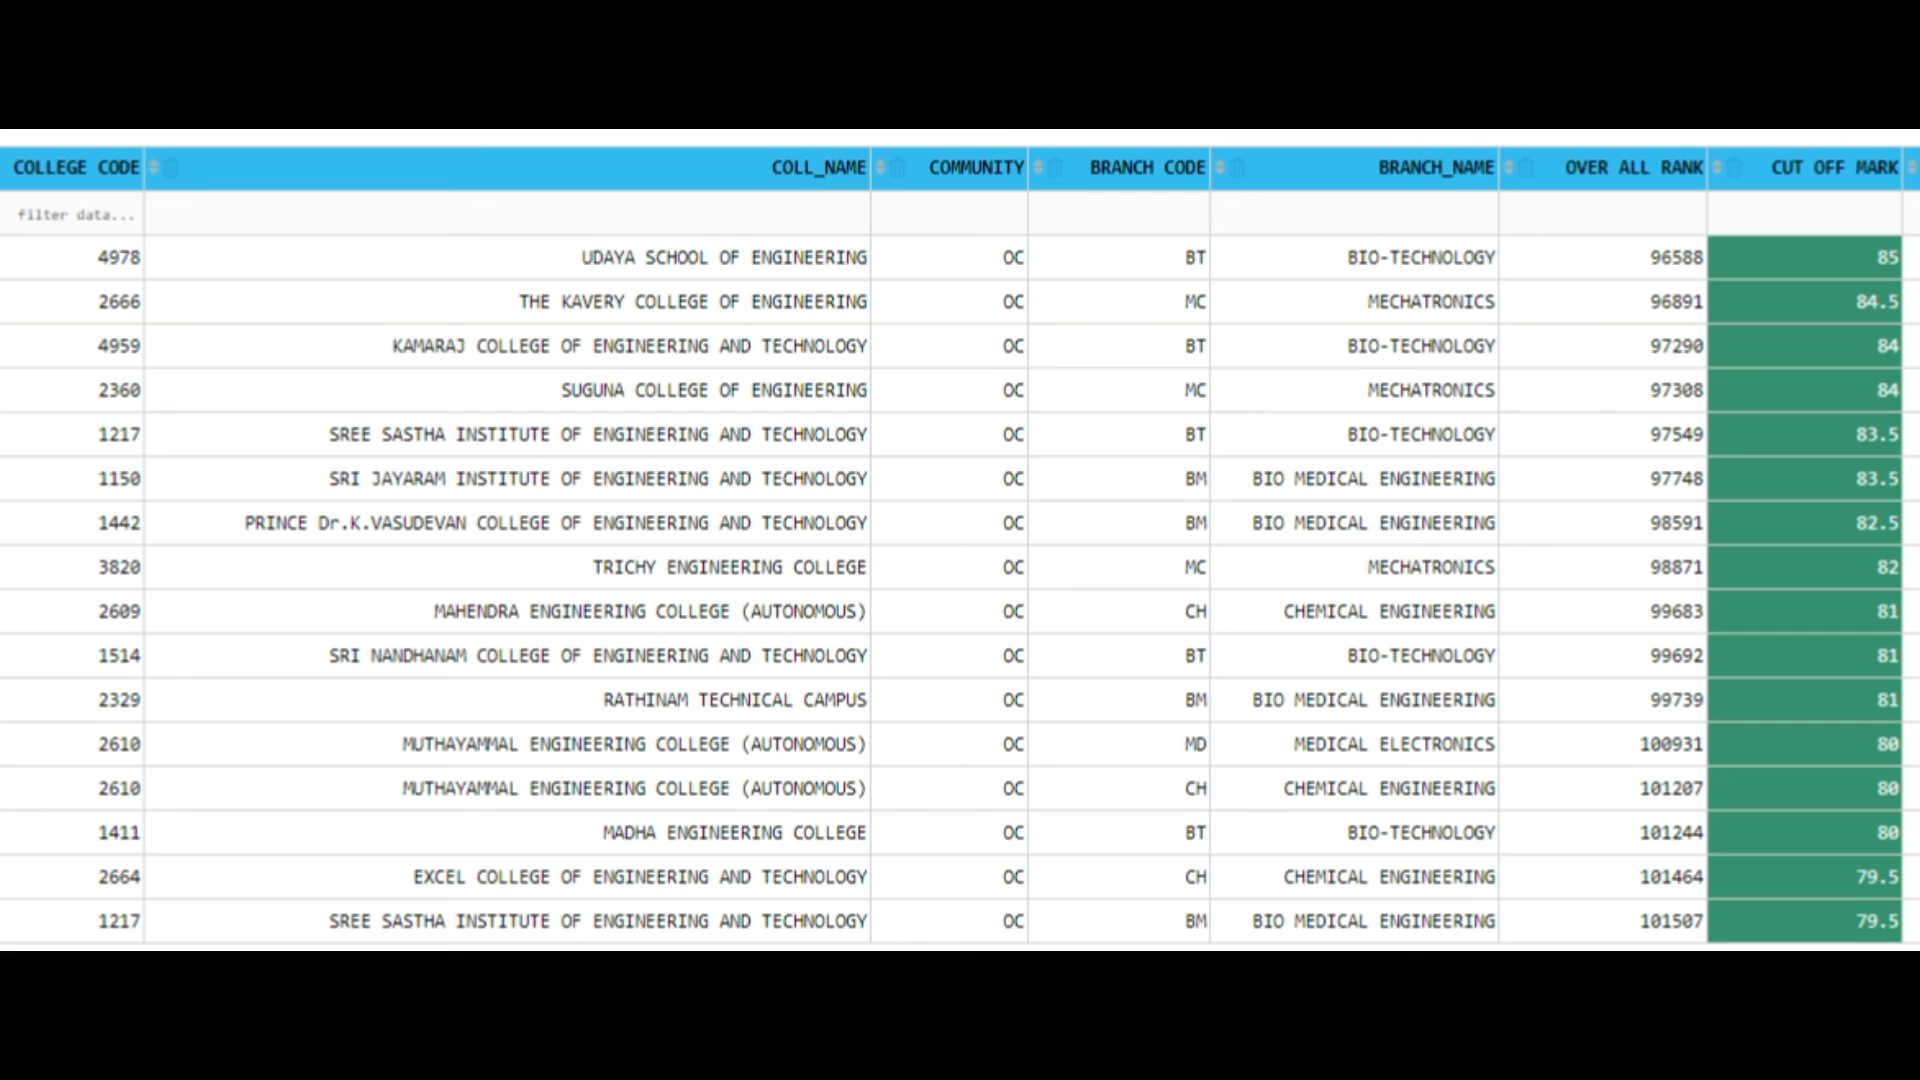 COLLEGE CODE COLL_NAME COMMUNITY BRANCH CODE BRANCH_NAME OVER ALL RANK CUT OFF MARK
filter data...
4978 UDAYA SCHOOL OF ENGINEERING OC BT BIO-TECHNOLOGY 96588 85
2666 THE KAVERY COLLEGE OF ENGINEERING OC MC MECHATRONICS 96891 84.5
4959 KAMARAJ COLLEGE OF ENGINEERING AND TECHNOLOGY OC BT BIO-TECHNOLOGY 97290 84
2360 SUGUNA COLLEGE OF ENGINEERING OC MC MECHATRONICS 97308 84
1217 SREE SASTHA INSTITUTE OF ENGINEERING AND TECHNOLOGY OC BT BIO-TECHNOLOGY 97549 83.5
1150 SRI JAYARAM INSTITUTE OF ENGINEERING AND TECHNOLOGY OC BM BIO MEDICAL ENGINEERING 97748 83.5
1442 PRINCE Dr.K.VASUDEVAN COLLEGE OF ENGINEERING AND TECHNOLOGY OC BM BIO MEDICAL ENGINEERING 98591 82.5
3820 TRICHY ENGINEERING COLLEGE OC MC MECHATRONICS 98871 82
2609 MAHENDRA ENGINEERING COLLEGE (AUTONOMOUS) OC CH CHEMICAL ENGINEERING 99683 81
1514 SRI NANDHANAM COLLEGE OF ENGINEERING AND TECHNOLOGY OC BT BIO-TECHNOLOGY 99692 81
2329 RATHINAM TECHNICAL CAMPUS OC BM BIO MEDICAL ENGINEERING 99739 81
2610 MUTHAYAMMAL ENGINEERING COLLEGE (AUTONOMOUS) OC MD MEDICAL ELECTRONICS 100931 80
2610 MUTHAYAMMAL ENGINEERING COLLEGE (AUTONOMOUS) OC CH CHEMICAL ENGINEERING 101207 80
1411 MADHA ENGINEERING COLLEGE OC BT BIO-TECHNOLOGY 101244 80
2664 EXCEL COLLEGE OF ENGINEERING AND TECHNOLOGY OC CH CHEMICAL ENGINEERING 101464 79.5
1217 SREE SASTHA INSTITUTE OF ENGINEERING AND TECHNOLOGY OC BM BIO MEDICAL ENGINEERING 101507 79.5